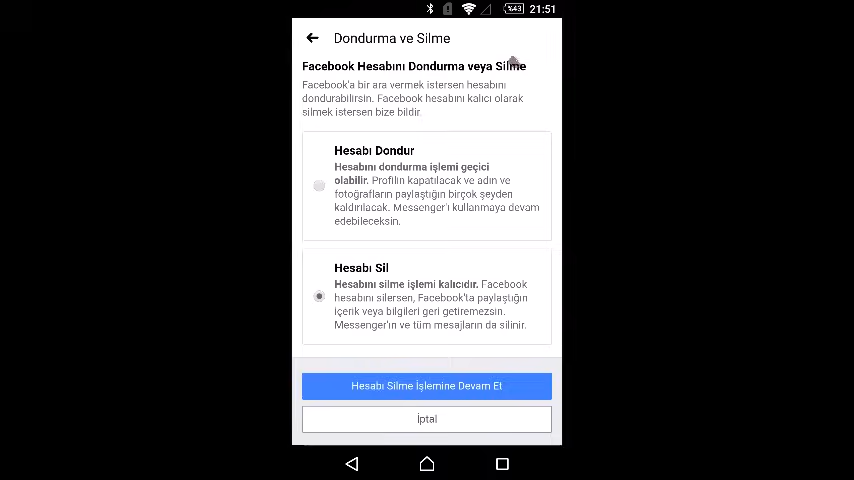 %43 21:51
Dondurma ve Silme
Facebook Hesabını Dondurma veya Silme
Facebook'a bir ara vermek istersen hesabını
dondurabilirsin. Facebook hesabını kalıcı olarak
silmek istersen bize bildir.
Hesabı Dondur
Hesabını dondurma işlemi geçici
olabilir. Profilin kapatılacak ve adın ve
fotoğrafların paylaştığın birçok şeyden
kaldırılacak. Messenger'ı kullanmaya devam
edebileceksin.
Hesabı Sil
Hesabını silme işlemi kalıcıdır. Facebook
hesabını silersen, Facebook'ta paylaştığın
içerik veya bilgileri geri getiremezsin.
Messenger'ın ve tüm mesajların da silinir.
Hesabı Silme İşlemine Devam Et
İptal